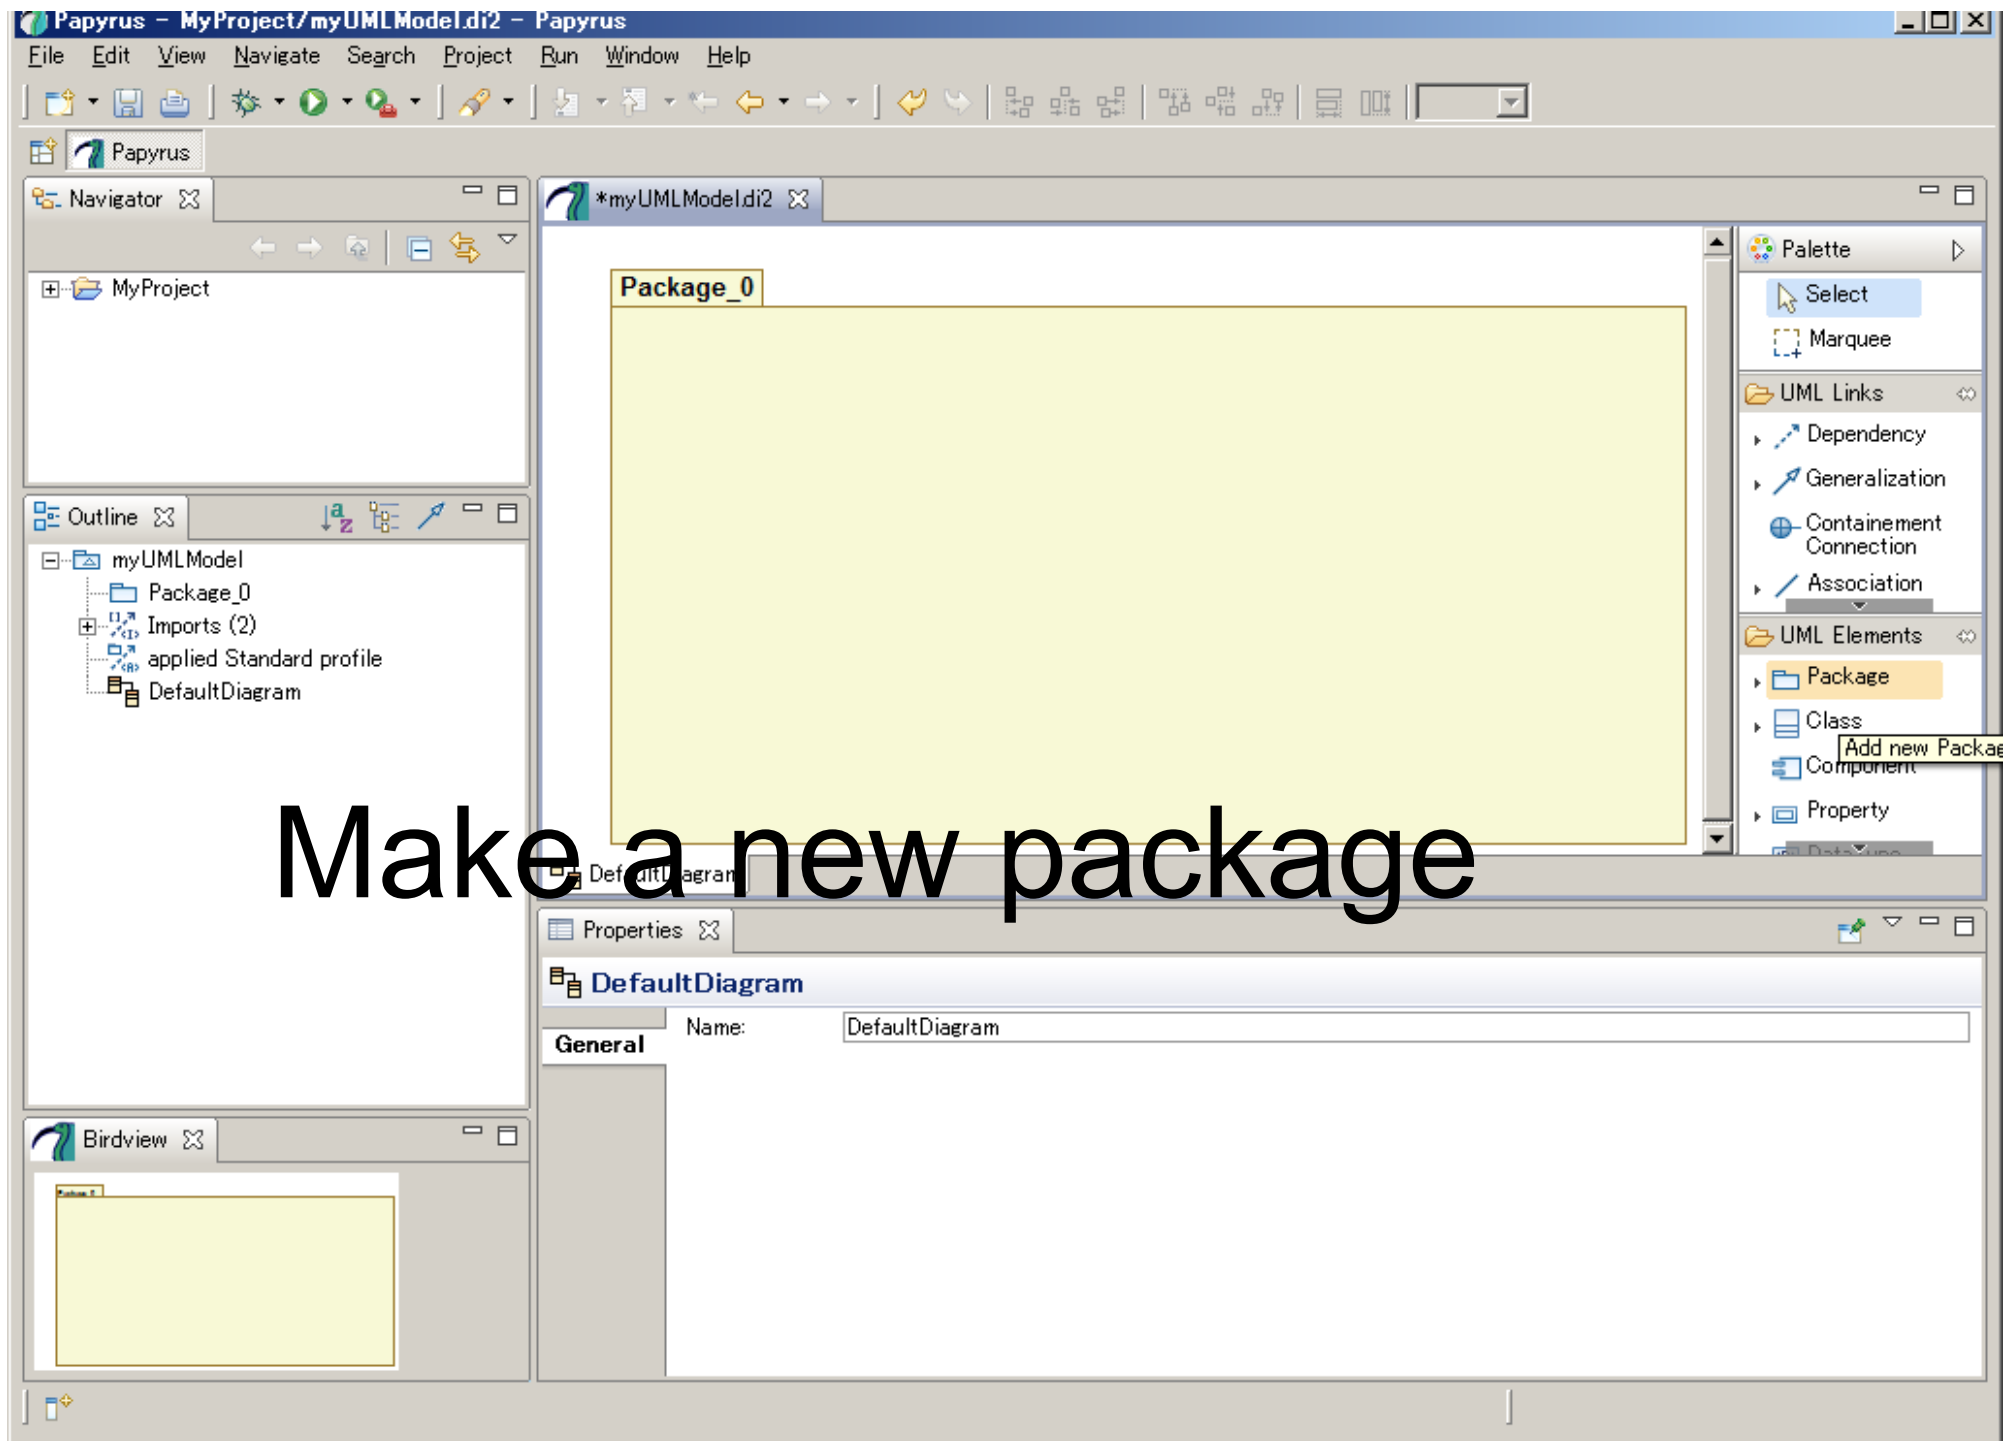 Papyrus - MyProject/myUMLModel.di2 - Papyrus
File Edit View Navigate Search Project Run Window Help
Papyrus
Navigator
MyProject
*myUMLModel.di2
Package_0
Palette
Select
Marquee
UML Links
Dependency
Generalization
Containement
Connection
Association
UML Elements
Package
Class
Add new
Component
Property
Outline
myUMLModel
Package_0
Imports (2)
applied Standard profile
DefaultDiagram
Make a new package
DefaultDiagram
Properties
DefaultDiagram
General
Name: DefaultDiagram
Birdview